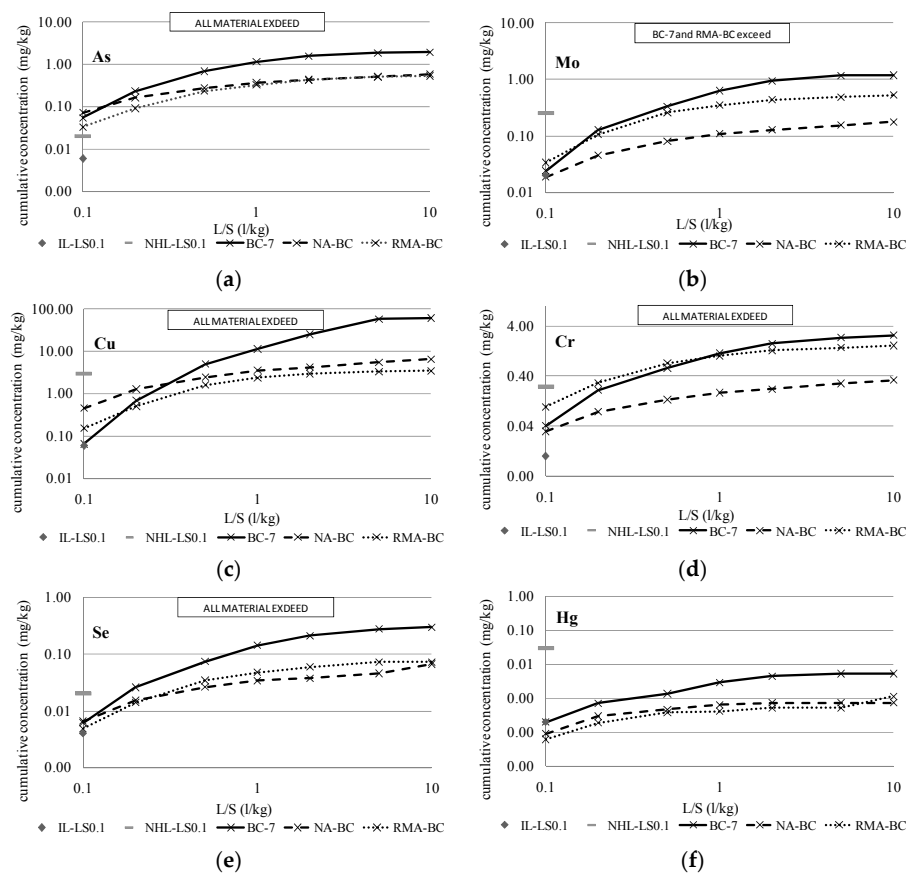 ALL MATERIAL EXDEED
As
cumulative concentration (mg/kg)
10.00
1.00
0.10
0.01
0.00
0.1 1 10
L/S (l/kg)
IL-LS0.1 NHL-LS0.1 BC-7 NA-BC RMA-BC
(a)
BC-7 and RMA-BC exceed
Mo
cumulative concentration (mg/kg)
10.00
1.00
0.10
0.01
0.1 1 10
L/S (l/kg)
IL-LS0.1 NHL-LS0.1 BC-7 NA-BC RMA-BC
(b)
ALL MATERIAL EXDEED
Cu
cumulative concentration (mg/kg)
100.00
10.00
1.00
0.10
0.01
0.1 1 10
L/S (l/kg)
IL-LS0.1 NHL-LS0.1 BC-7 NA-BC RMA-BC
(c)
ALL MATERIAL EXDEED
Cr
cumulative concentration (mg/kg)
4.00
0.40
0.04
0.00
0.1 1 10
L/S (l/kg)
IL-LS0.1 NHL-LS0.1 BC-7 NA-BC RMA-BC
(d)
ALL MATERIAL EXDEED
Se
cumulative concentration (mg/kg)
1.00
0.10
0.01
0.00
0.1 1 10
L/S (l/kg)
IL-LS0.1 NHL-LS0.1 BC-7 NA-BC RMA-BC
(e)
Hg
cumulative concentration (mg/kg)
1.00
0.10
0.01
0.00
0.00
0.00
0.1 1 10
L/S (l/kg)
IL-LS0.1 NHL-LS0.1 BC-7 NA-BC RMA-BC
(f)